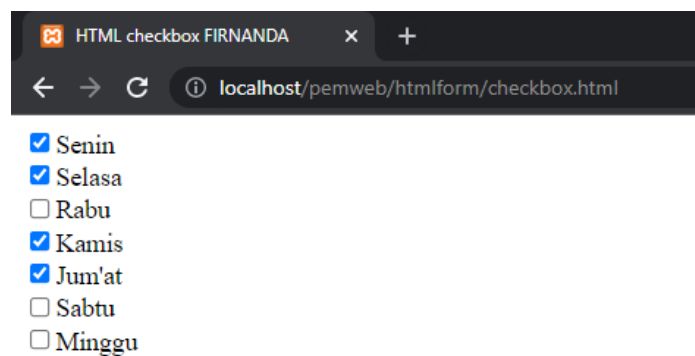 HTML checkbox FIRNANDA
localhost/pemweb/htmlform/checkbox.html
Senin
Selasa
Rabu
Kamis
Jum'at
Sabtu
Minggu